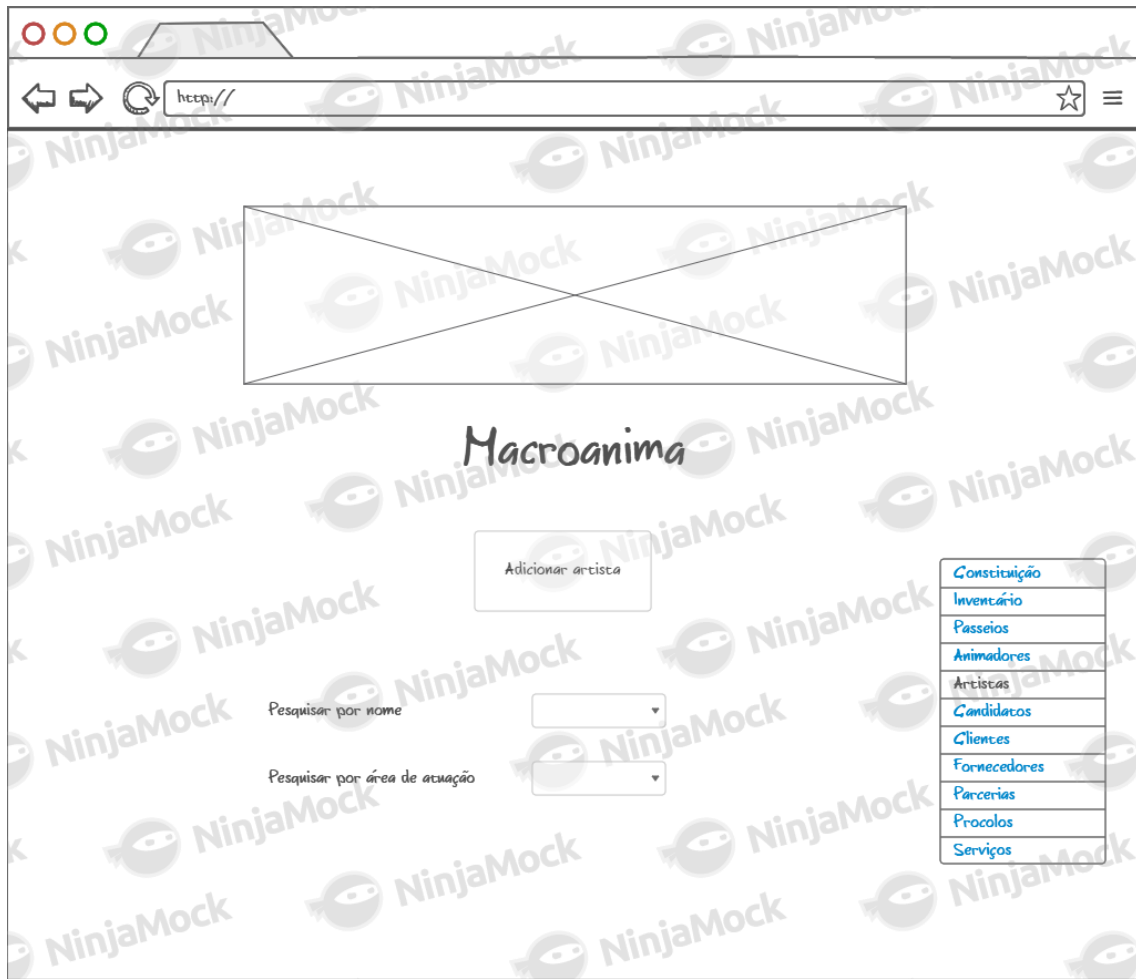 http://
Macroanima
Adicionar artista
Pesquisar por nome
Pesquisar por área de atuação
Constituição
Inventário
Passeios
Animadores
Artistas
Candidatos
Clientes
Fornecedores
Parcerias
Procolos
Serviços
NinjaMock